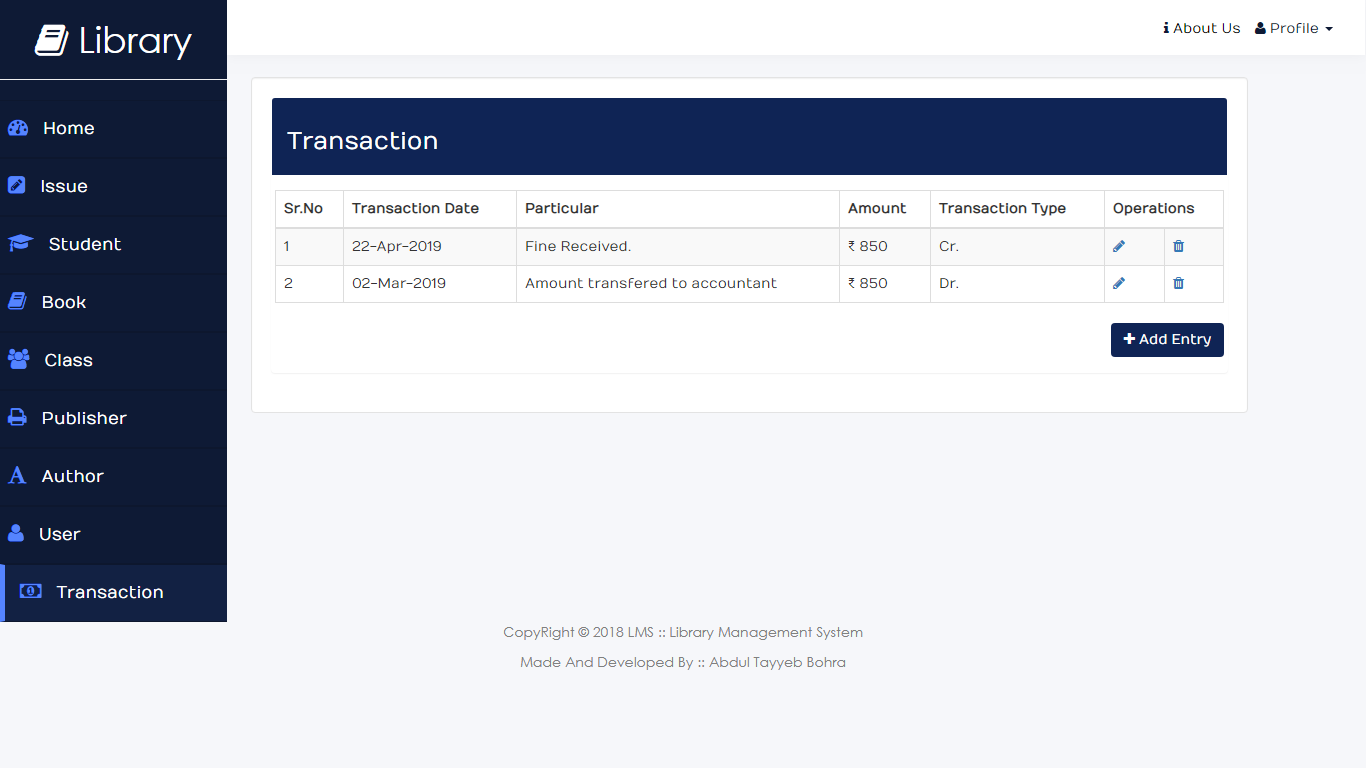 Library
About Us Profile
Home
Issue
Student
Book
Class
Publisher
Author
User
Transaction
Transaction
Sr.No Transaction Date Particular Amount Transaction Type Operations
1 22-Apr-2019 Fine Received. ₹ 850 Cr.
2 02-Mar-2019 Amount transfered to accountant ₹ 850 Dr.
Add Entry
CopyRight © 2018 LMS :: Library Management System
Made And Developed By :: Abdul Tayyeb Bohra